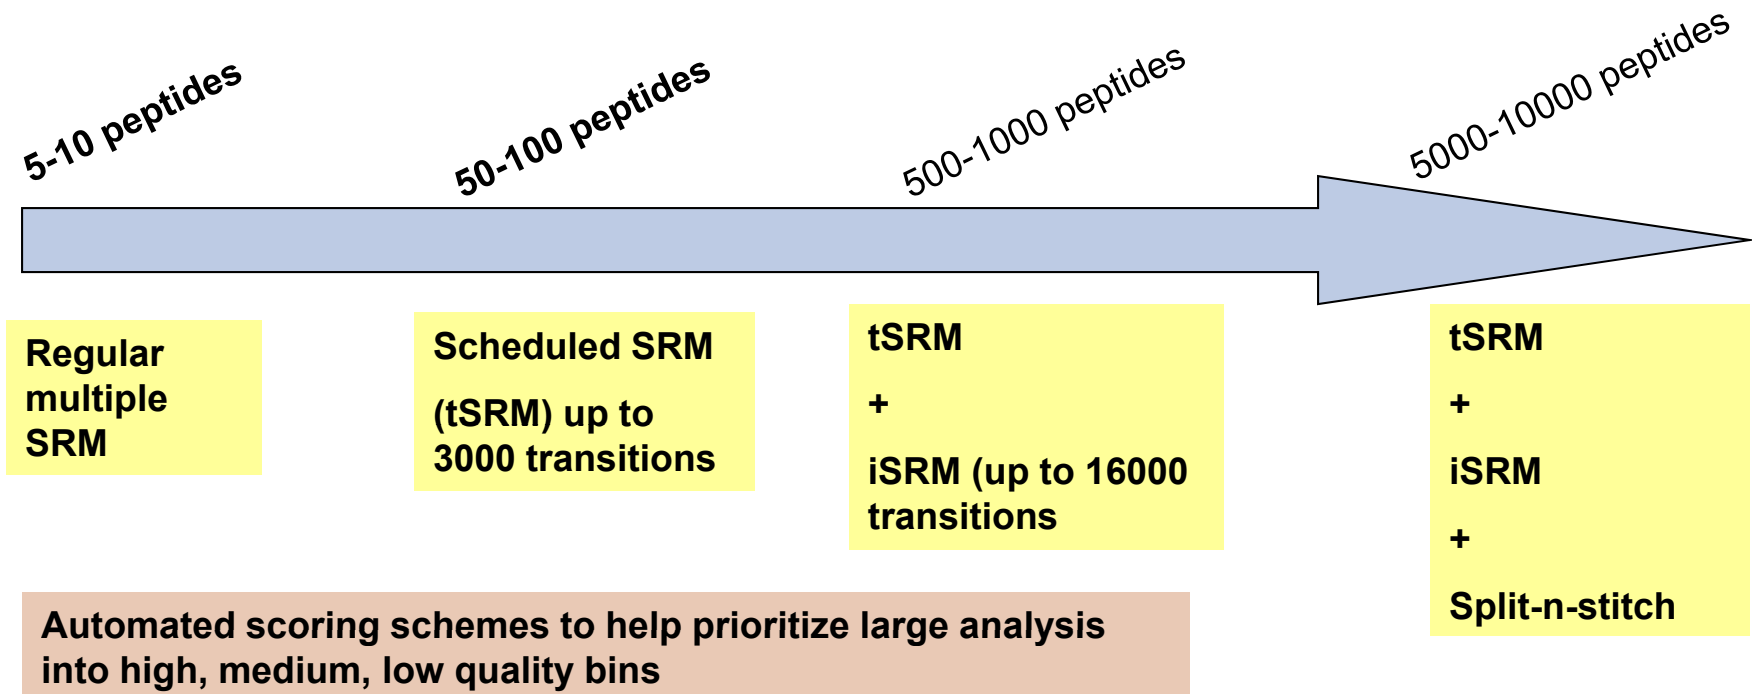 5-10 peptides
50-100 peptides
500-1000 peptides
5000-10000 peptides
Regular
multiple
SRM
Scheduled SRM
(tSRM) up to
3000 transitions
tSRM
+
iSRM (up to 16000
transitions
tSRM
+
iSRM
+
Split-n-stitch
Automated scoring schemes to help prioritize large analysis
into high, medium, low quality bins